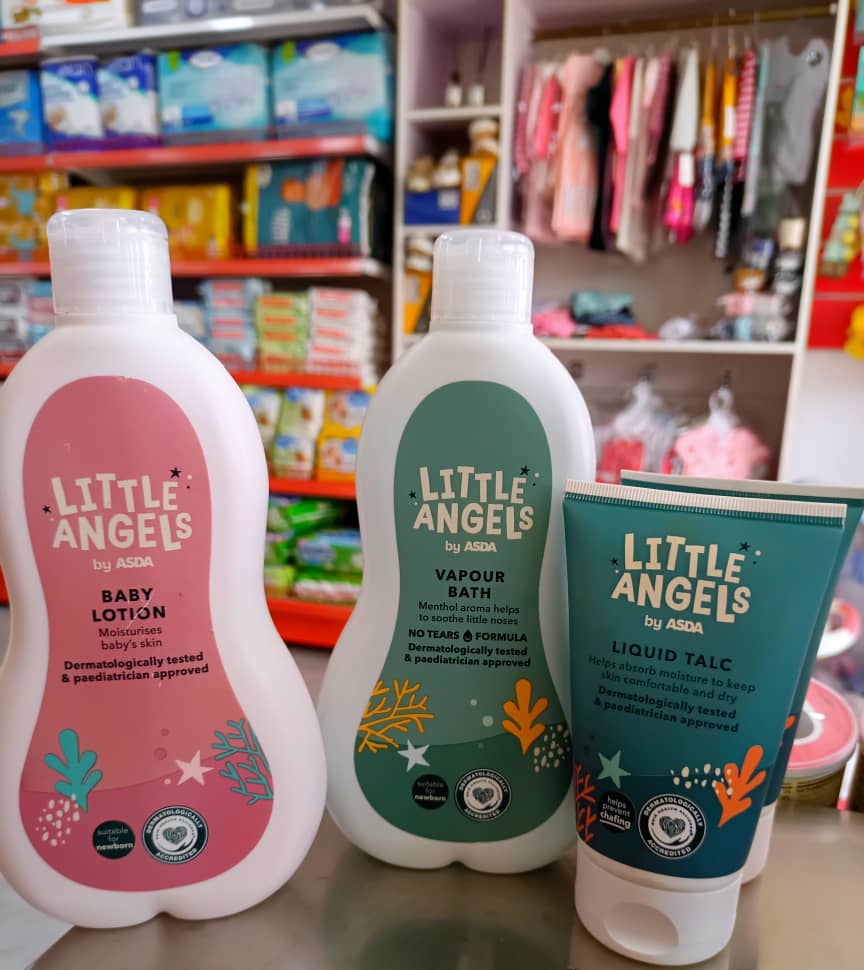 LITTLE
ANGELS
by ASDA
BABY
LOTION
Moisturises
baby's skin
Dermatologically tested
& paediatrician approved
suitable
for
newborn
DERMATOLOGICALLY
ACCREDITED
LITTLE
ANGELS
by ASDA
VAPOUR
BATH
Menthol aroma helps
to soothe little noses
NO TEARS FORMULA
Dermatologically tested
& paediatrician approved
suitable
for
newborn
DERMATOLOGICALLY
ACCREDITED
LITTLE
ANGELS
by ASDA
LIQUID TALC
Helps absorb moisture to keep
skin comfortable and dry
Dermatologically tested
& paediatrician approved
helps
prevent
chafing
DERMATOLOGICALLY
ACCREDITED